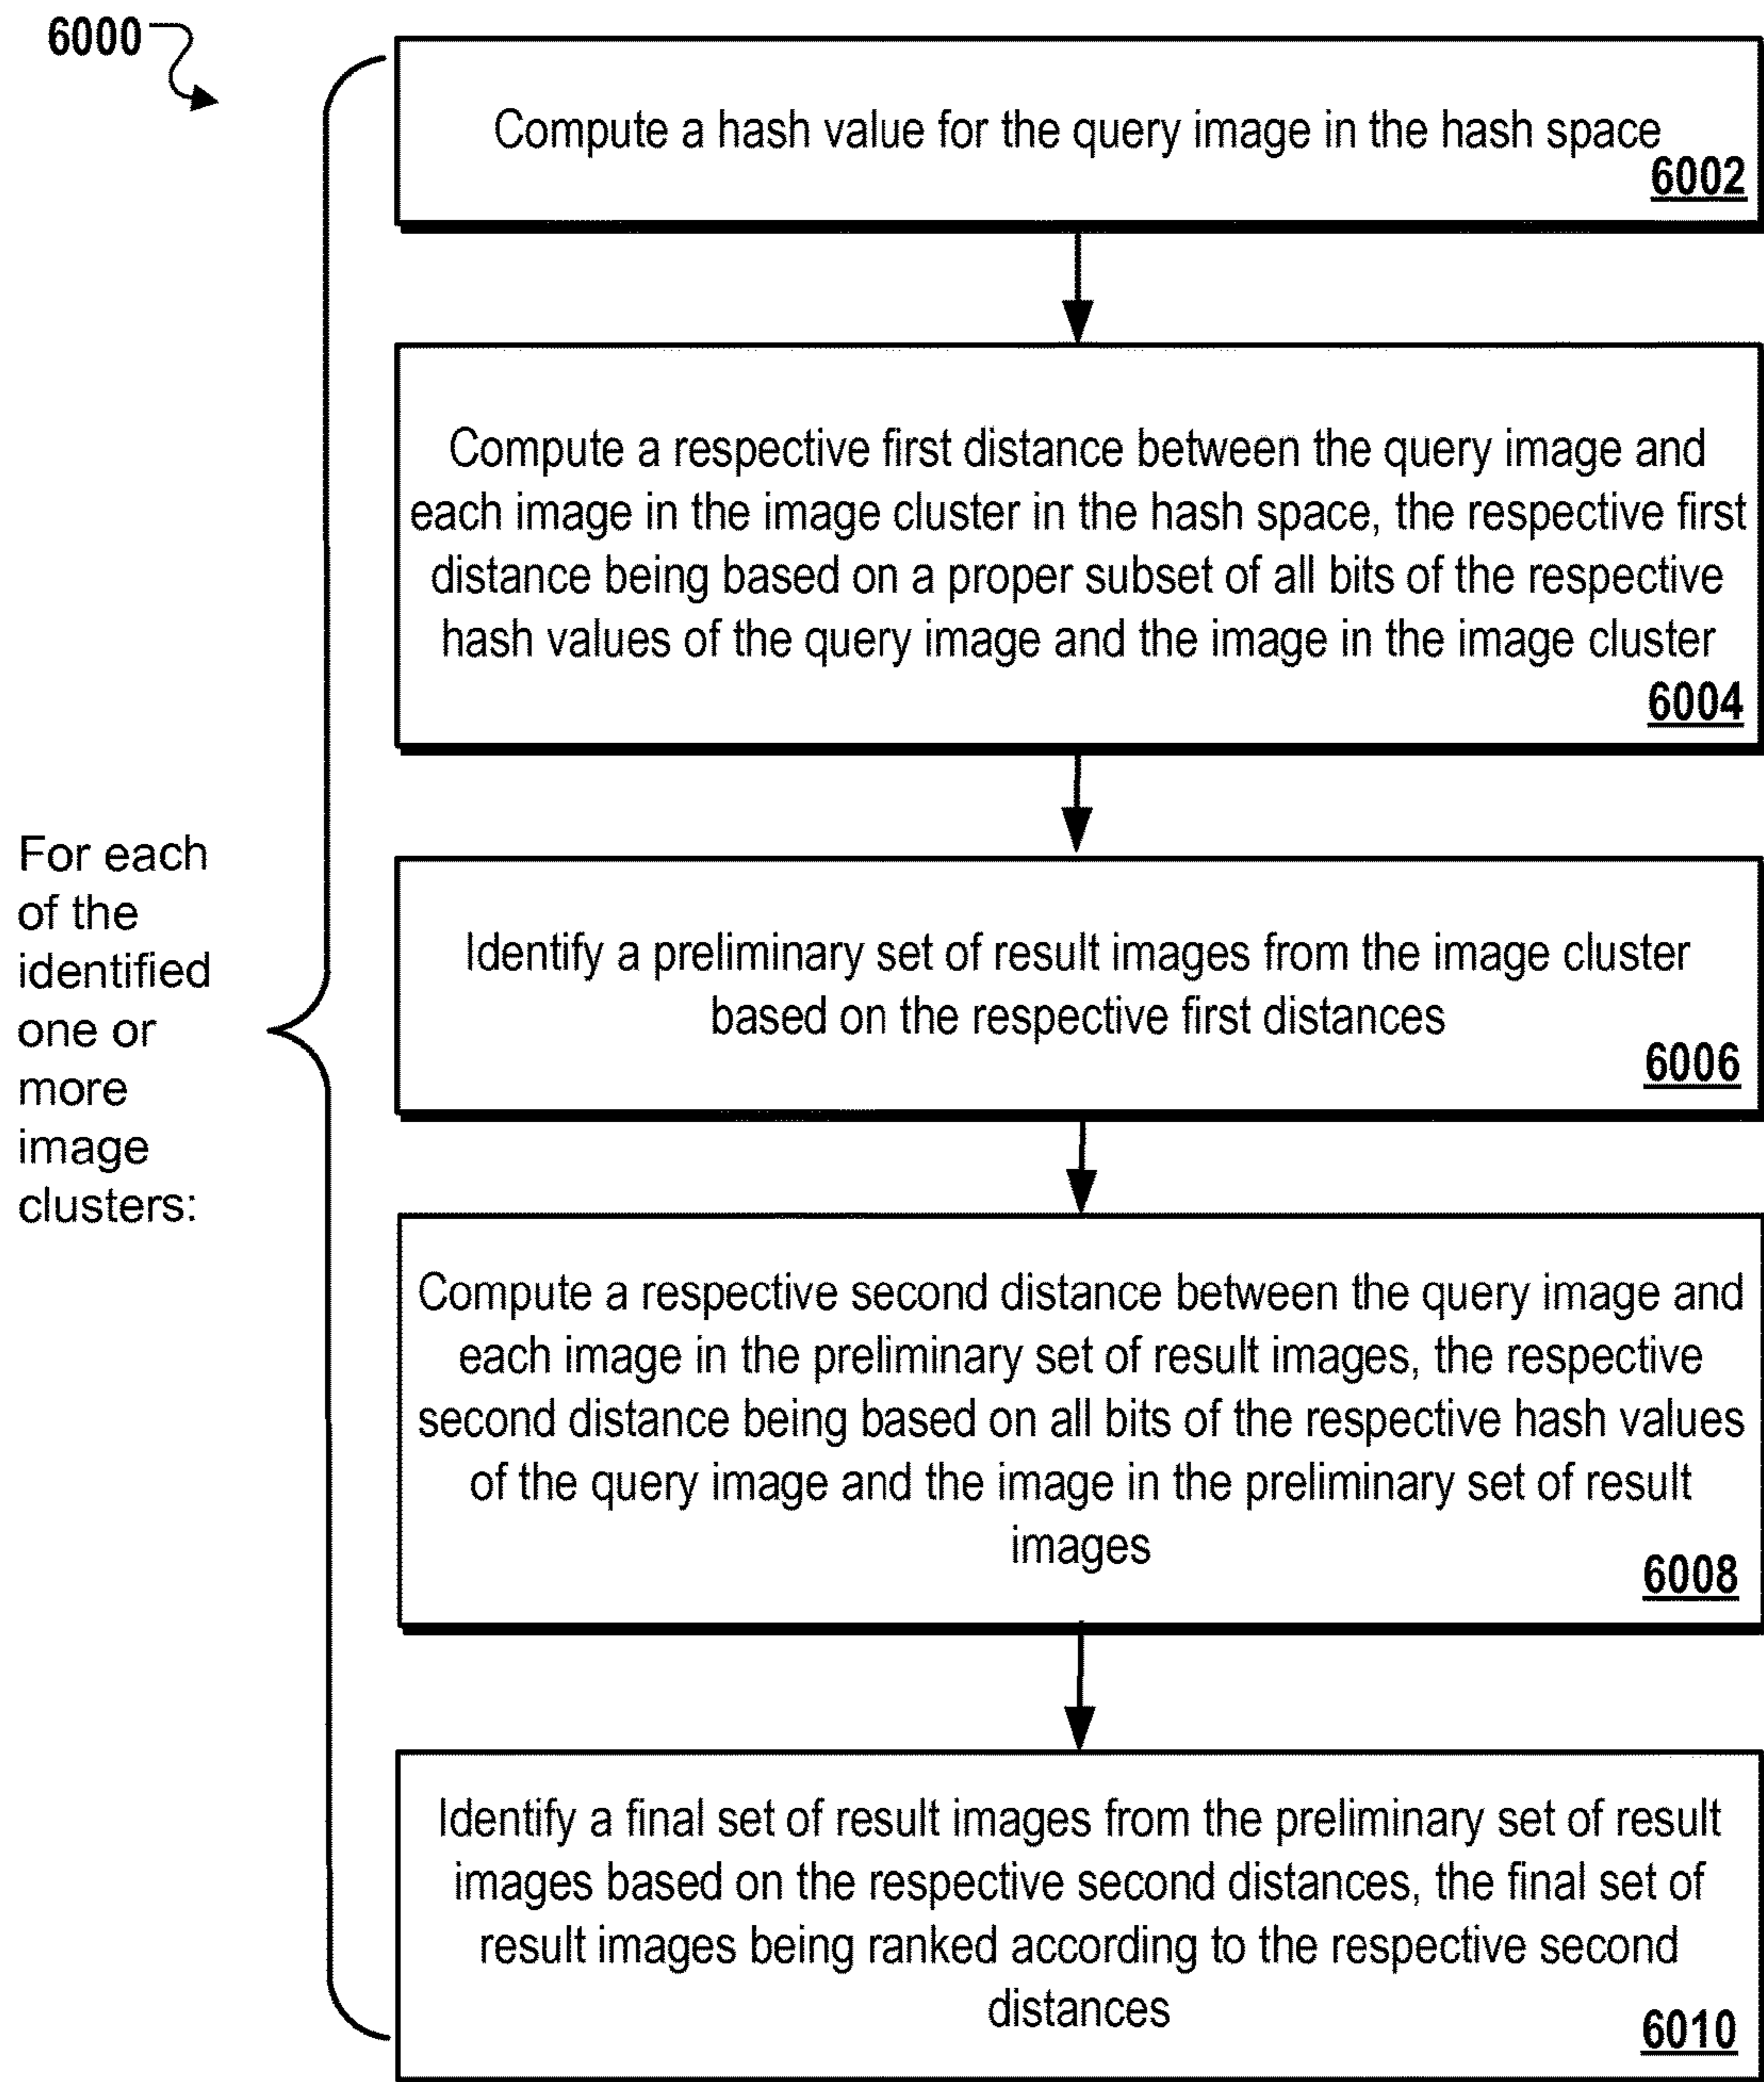 6000
Compute a hash value for the query image in the hash space
6002
Compute a respective first distance between the query image and
each image in the image cluster in the hash space, the respective first
distance being based on a proper subset of all bits of the respective
hash values of the query image and the image in the image cluster
6004
For each
of the
identified
one or
more
image
clusters:
Identify a preliminary set of result images from the image cluster
based on the respective first distances
6006
Compute a respective second distance between the query image and
each image in the preliminary set of result images, the respective
second distance being based on all bits of the respective hash values
of the query image and the image in the preliminary set of result
images
6008
Identify a final set of result images from the preliminary set of result
images based on the respective second distances, the final set of
result images being ranked according to the respective second
distances
6010